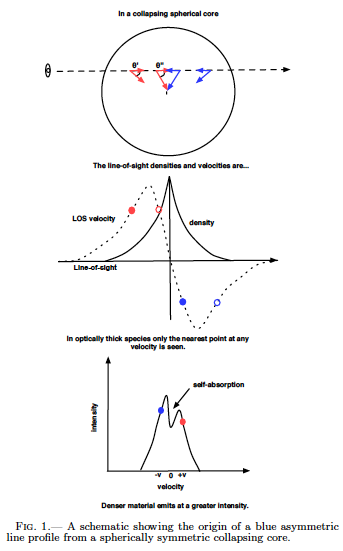 In a collapsing spherical core
θ' θ"
The line-of-sight densities and velocities are...
LOS velocity
density
Line-of-sight
In optically thick species only the nearest point at any
velocity is seen.
self-absorption
intensity
-v 0 +v
velocity
Denser material emits at a greater intensity.
Fig. 1.— A schematic showing the origin of a blue asymmetric
line profile from a spherically symmetric collapsing core.